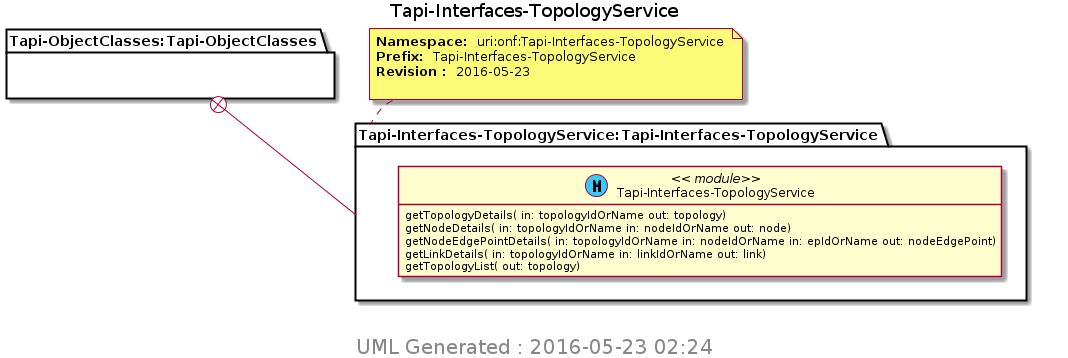 Tapi-Interfaces-TopologyService
Tapi-ObjectClasses:Tapi-ObjectClasses
Namespace: uri:onf:Tapi-Interfaces-TopologyService
Prefix: Tapi-Interfaces-TopologyService
Revision : 2016-05-23
Tapi-Interfaces-TopologyService:Tapi-Interfaces-TopologyService
M
<< module>>
Tapi-Interfaces-TopologyService
getTopologyDetails( in: topologyIdOrName out: topology)
getNodeDetails( in: topologyIdOrName in: nodeIdOrName out: node)
getNodeEdgePointDetails( in: topologyIdOrName in: nodeIdOrName in: epIdOrName out: nodeEdgePoint)
getLinkDetails( in: topologyIdOrName in: linkIdOrName out: link)
getTopologyList( out: topology)
UML Generated : 2016-05-23 02:24